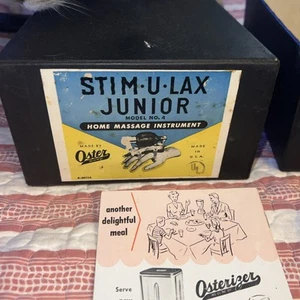 STIM·U·LAX
JUNIOR
MODEL NO. 4
HOME MASSAGE INSTRUMENT
MADE BY
Oster
MADE IN
U.S.A.
another
delightful
meal
Serve
Osterizer